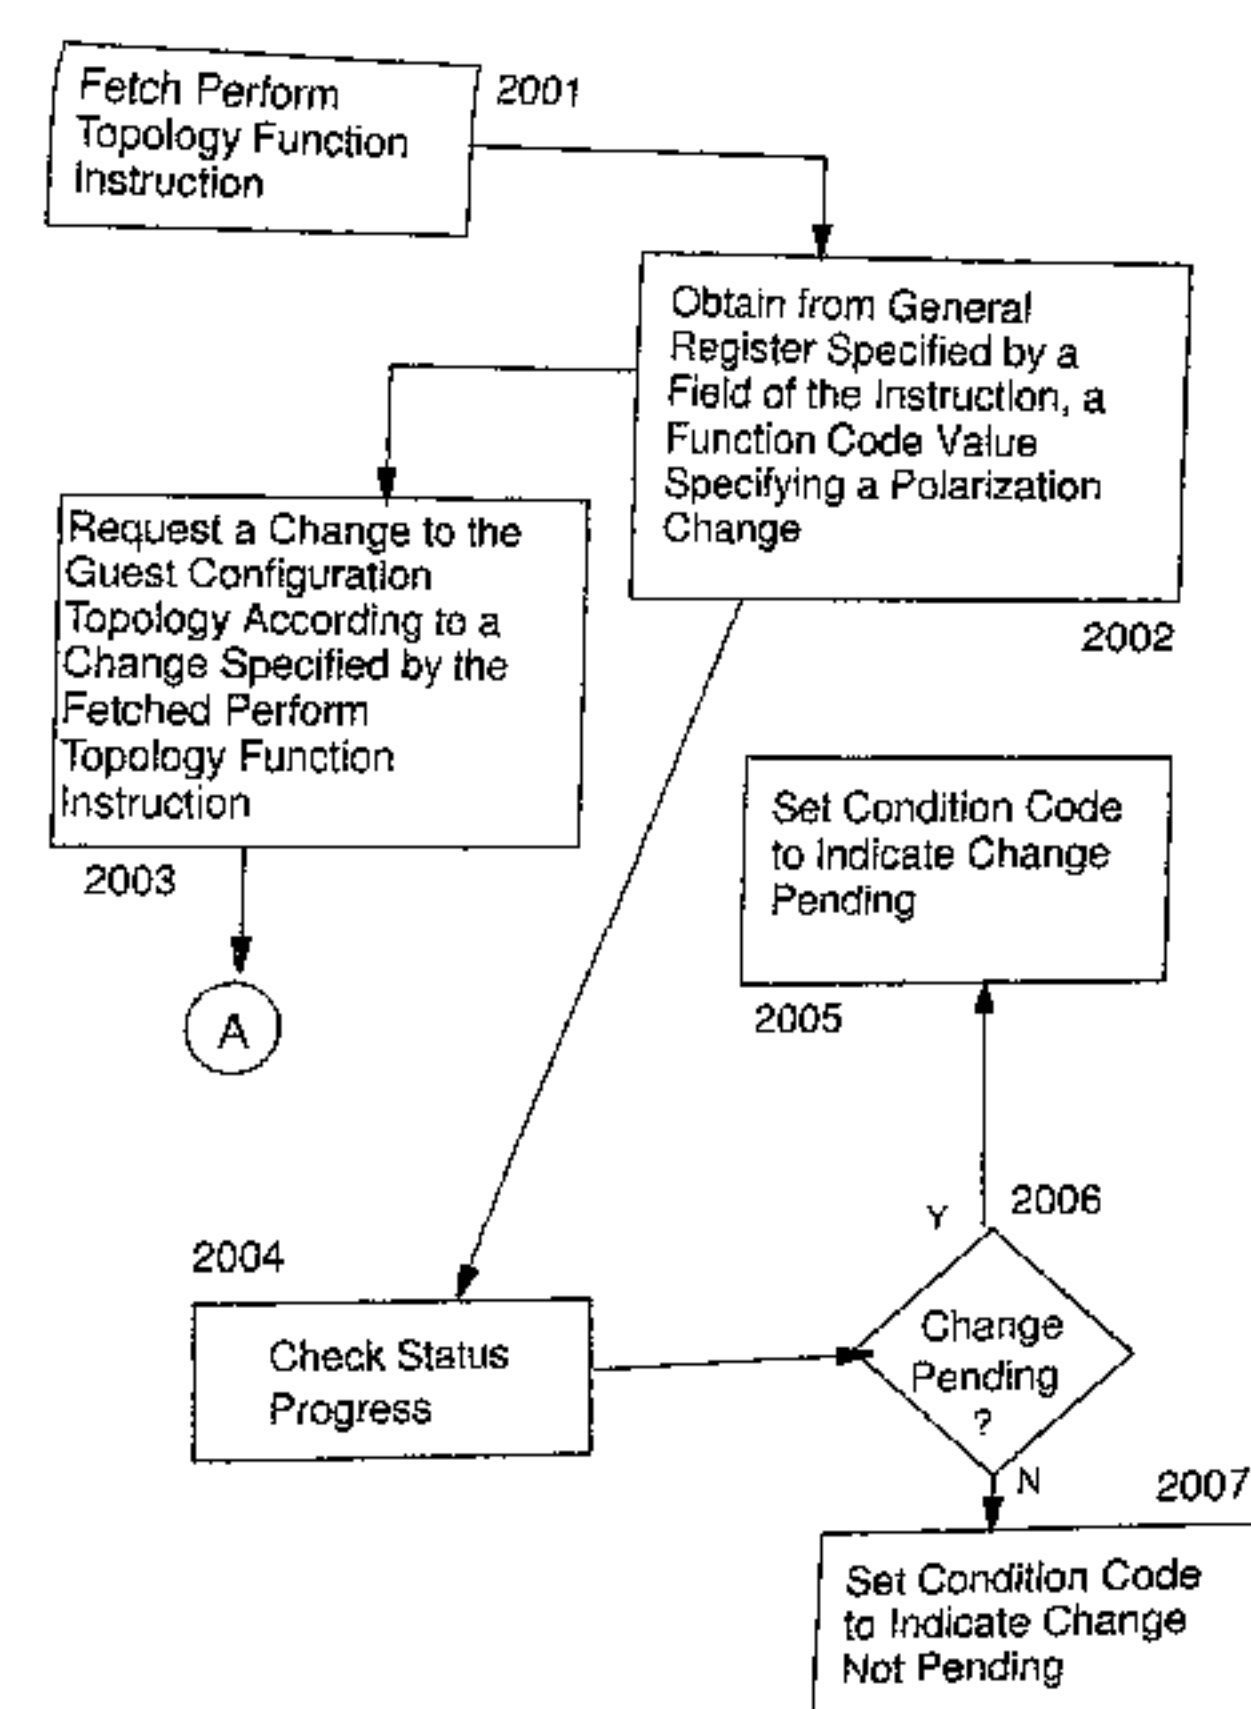 Fetch Perform
Topology Function
Instruction
2001
Obtain from General
Register Specified by a
Field of the Instruction, a
Function Code Value
Specifying a Polarization
Change
2002
Request a Change to the
Guest Configuration
Topology According to a
Change Specified by the
Fetched Perform
Topology Function
Instruction
2003
A
Set Condition Code
to Indicate Change
Pending
2005
2004
Check Status
Progress
Y
2006
Change
Pending
?
N
2007
Set Condition Code
to Indicate Change
Not Pending